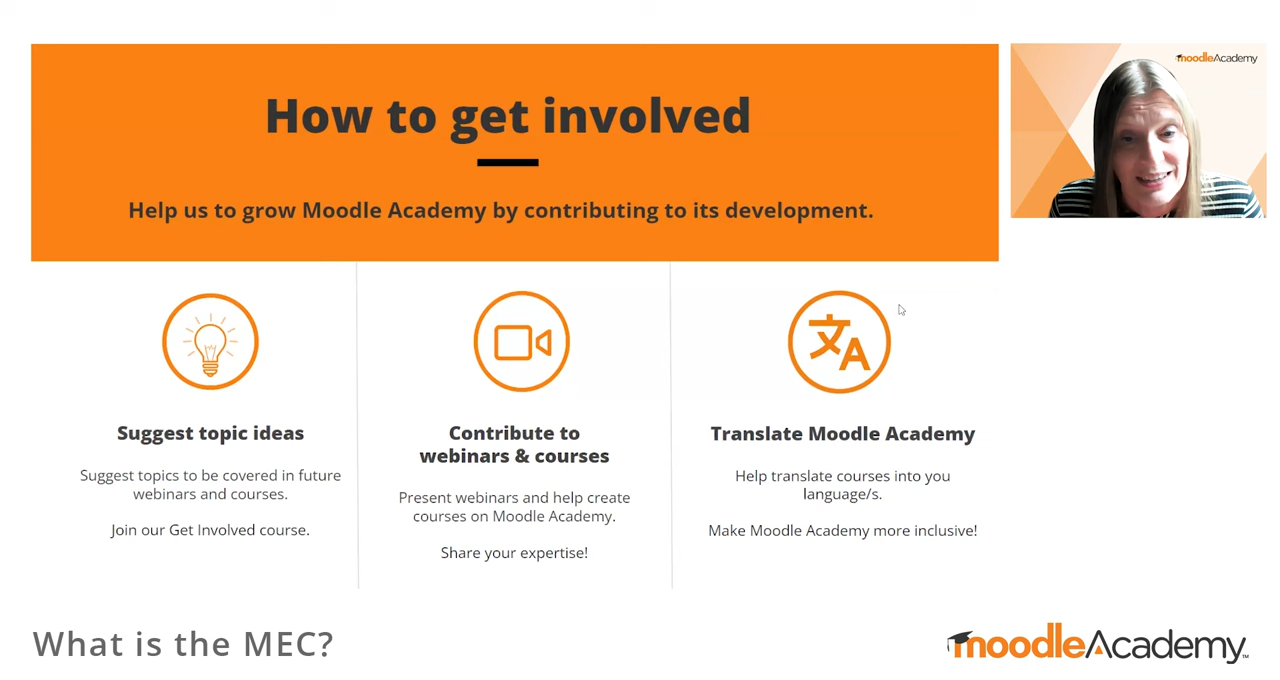 How to get involved
Help us to grow Moodle Academy by contributing to its development.
moodleAcademy
Suggest topic ideas
Suggest topics to be covered in future
webinars and courses.
Join our Get Involved course.
Contribute to
webinars & courses
Present webinars and help create
courses on Moodle Academy.
Share your expertise!
文A
Translate Moodle Academy
Help translate courses into you
language/s.
Make Moodle Academy more inclusive!
What is the MEC?
moodleAcademy™